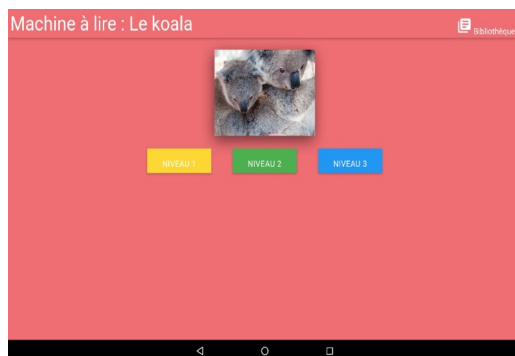 Machine à lire : Le koala
Bibliothèque
NIVEAU 1
NIVEAU 2
NIVEAU 3